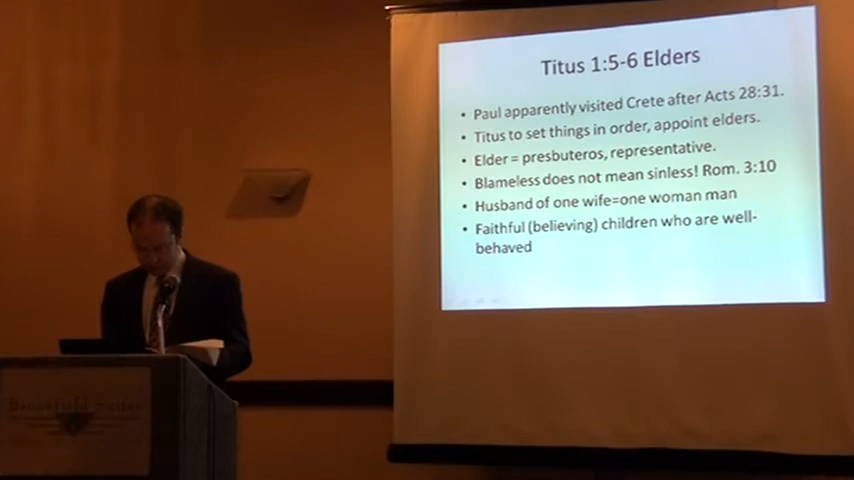 Titus 1:5-6 Elders
• Paul apparently visited Crete after Acts 28:31.
• Titus to set things in order, appoint elders.
• Elder = presbuteros, representative.
• Blameless does not mean sinless! Rom. 3:10
• Husband of one wife=one woman man
• Faithful (believing) children who are well-
behaved
Suites